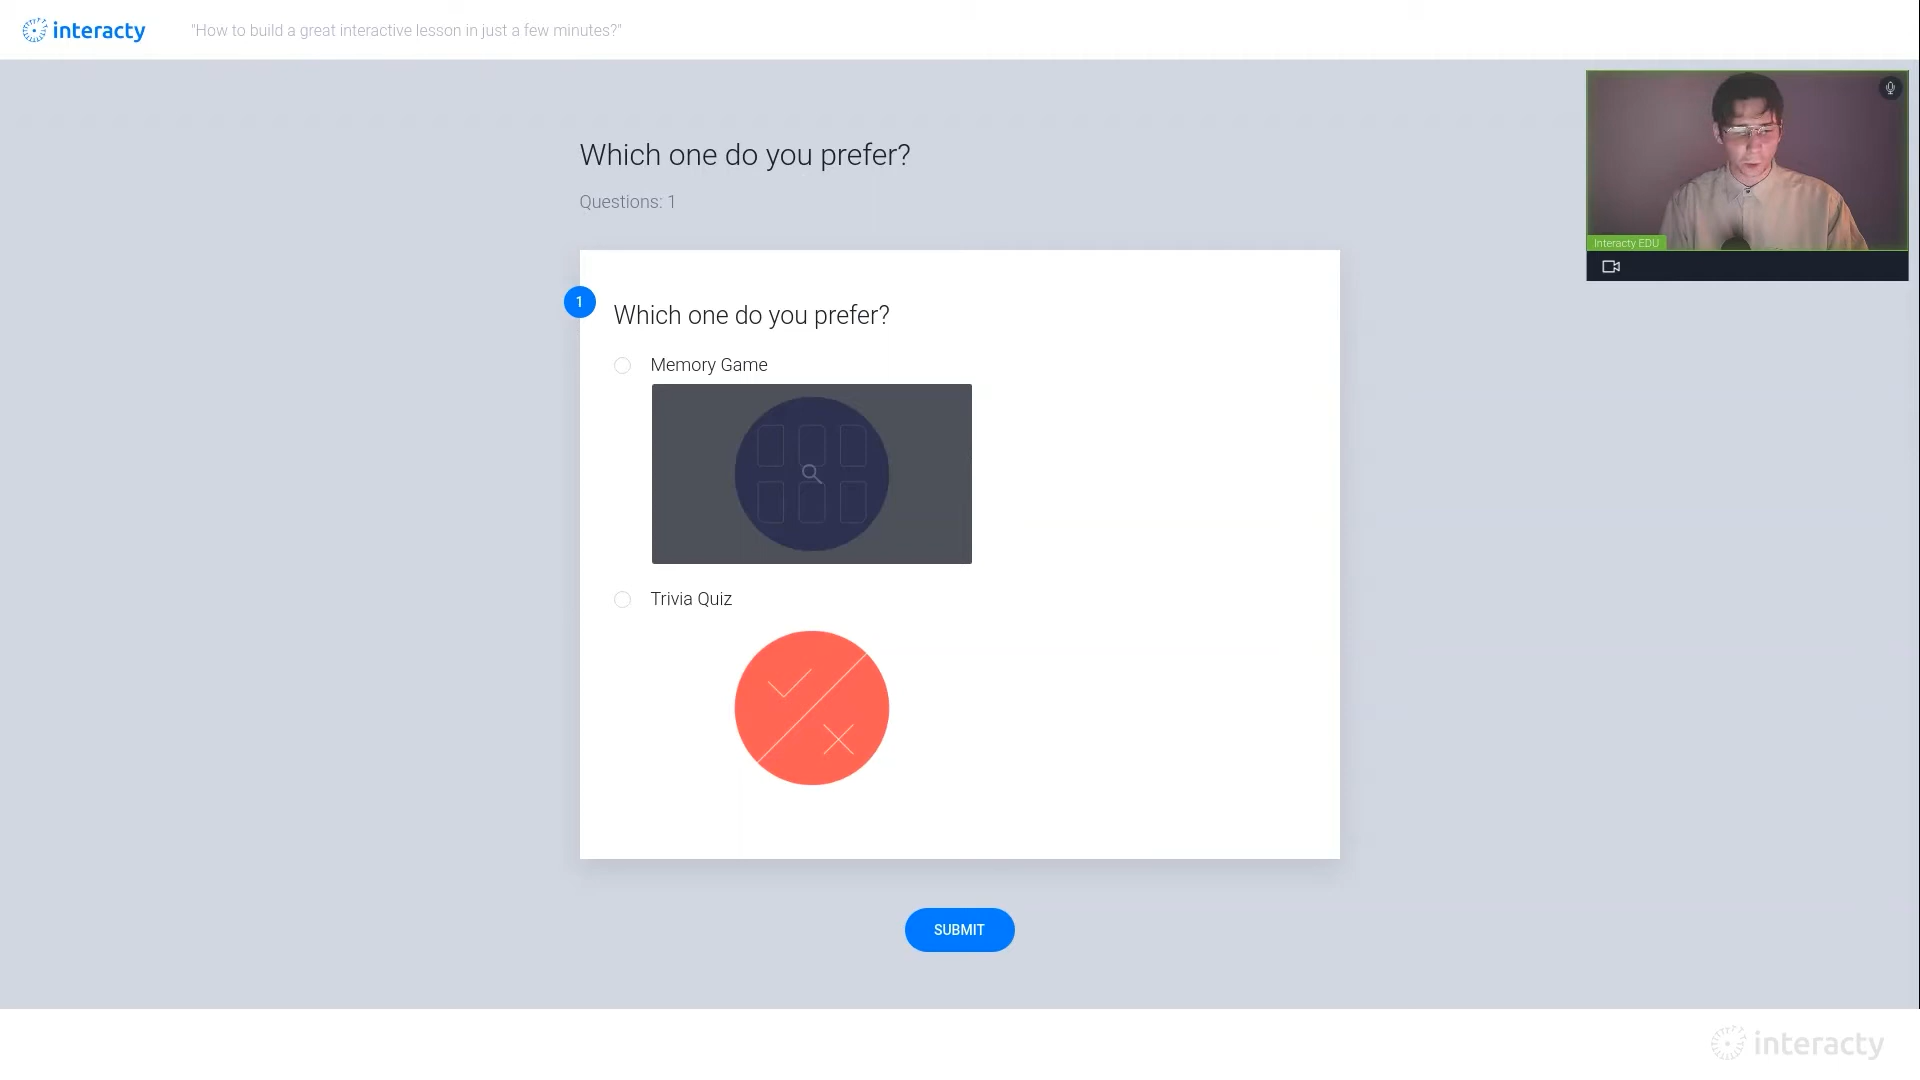 interacty
"How to build a great interactive lesson in just a few minutes?"
Which one do you prefer?
Questions: 1
Interacty EDU
1
Which one do you prefer?
Memory Game
Trivia Quiz
SUBMIT
interacty